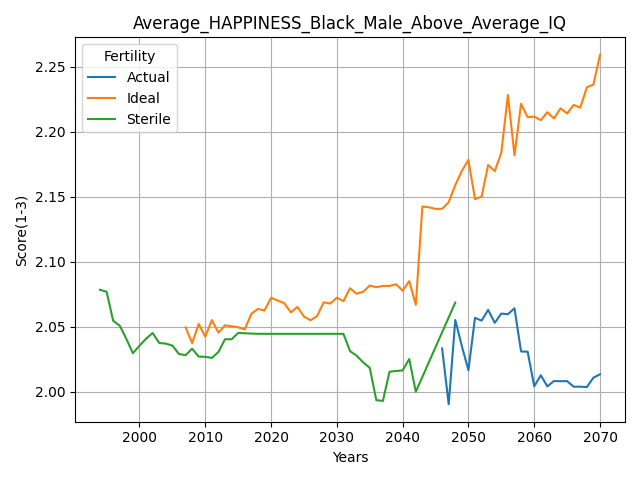 Average_HAPPINESS_Black_Male_Above_Average_IQ
Fertility
Actual
Ideal
Sterile
Score(1-3)
2.25
2.20
2.15
2.10
2.05
2.00
2000 2010 2020 2030 2040 2050 2060 2070
Years